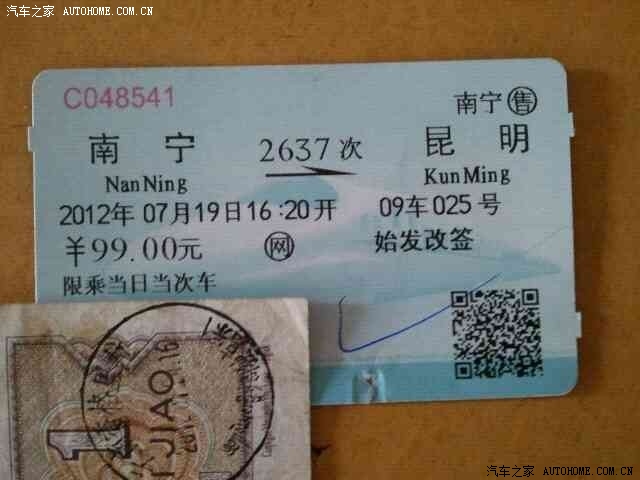 汽车之家 AUTOHOME.COM.CN
C048541
南宁 售
南宁 2637次 昆明
NanNing KunMing
2012年07月19日16:20开 09车025号
¥99.00元 网 始发改签
限乘当日当次车
1
JIAO
汽车之家 AUTOHOME.COM.CN